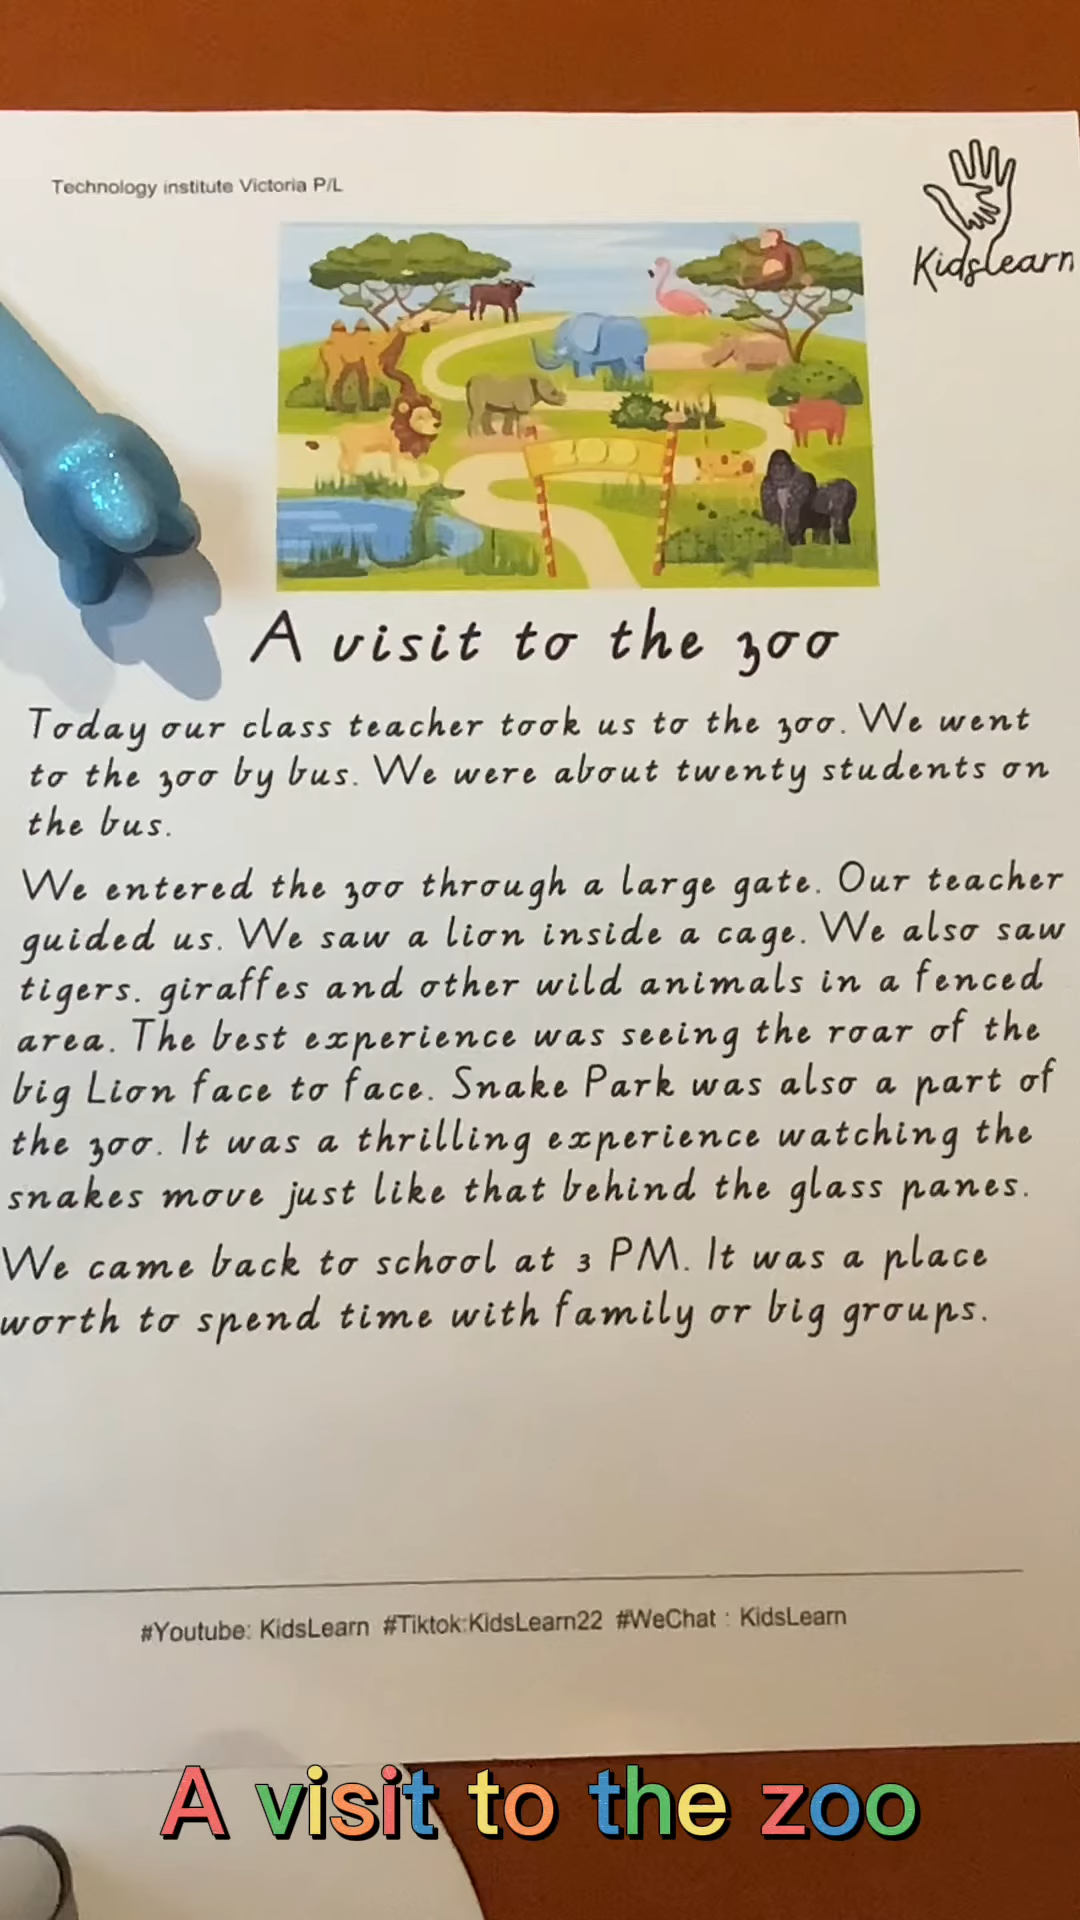 Technology institute Victoria P/L
KidsLearn
ZOO
A visit to the zoo
Today our class teacher took us to the zoo. We went
to the zoo by bus. We were about twenty students on
the bus.
We entered the zoo through a large gate. Our teacher
guided us. We saw a lion inside a cage. We also saw
tigers. giraffes and other wild animals in a fenced
area. The best experience was seeing the roar of the
big Lion face to face. Snake Park was also a part of
the zoo. It was a thrilling experience watching the
snakes move just like that behind the glass panes.
We came back to school at 3 PM. It was a place
worth to spend time with family or big groups.
#Youtube: KidsLearn #Tiktok:KidsLearn22 #WeChat : KidsLearn
A visit to the zoo